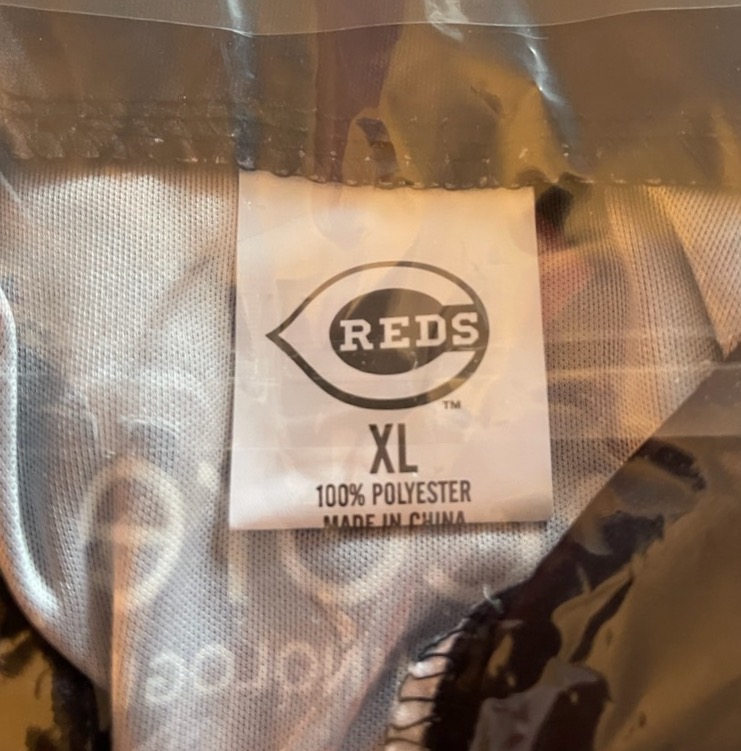 REDS
TM
XL
100% POLYESTER
MADE IN CHINA